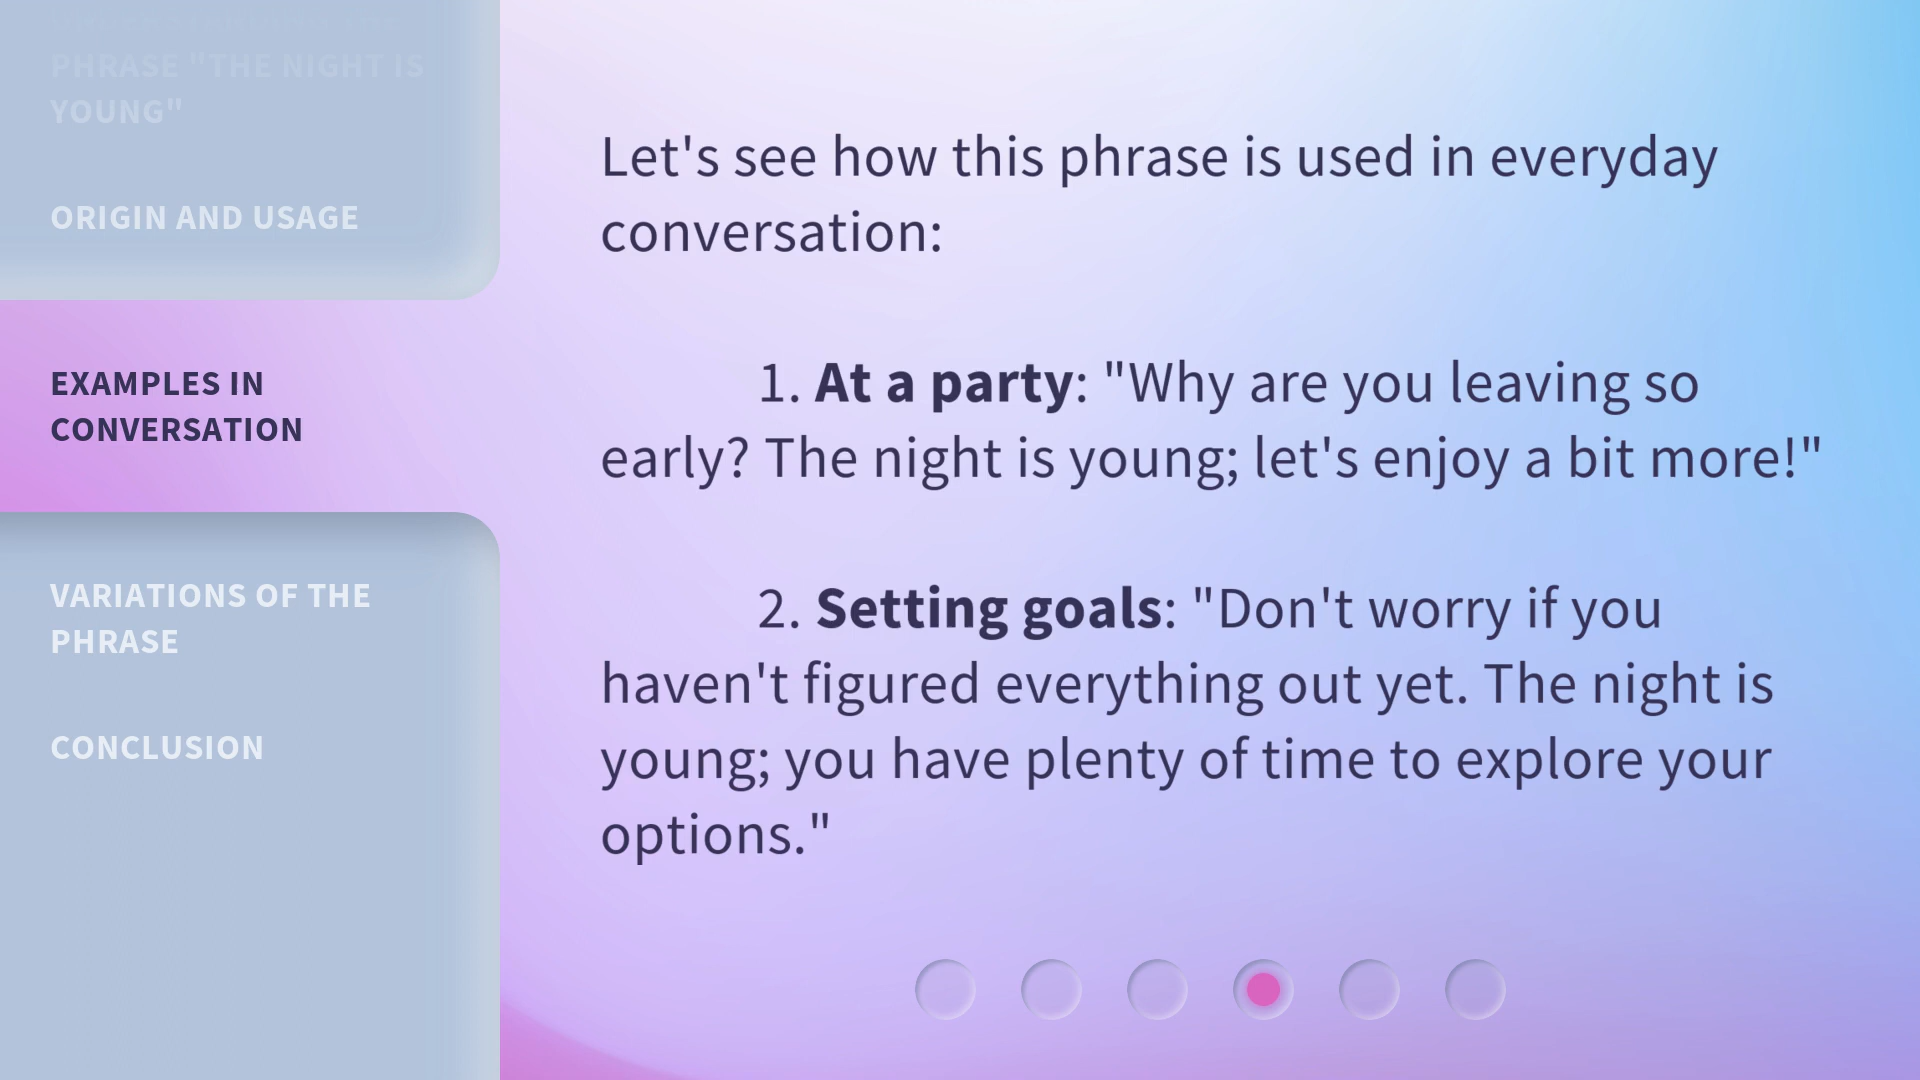 PHRASE "THE NIGHT IS
YOUNG"
ORIGIN AND USAGE
EXAMPLES IN
CONVERSATION
VARIATIONS OF THE
PHRASE
CONCLUSION
Let's see how this phrase is used in everyday
conversation:
1. At a party: "Why are you leaving so
early? The night is young; let's enjoy a bit more!"
2. Setting goals: "Don't worry if you
haven't figured everything out yet. The night is
young; you have plenty of time to explore your
options."